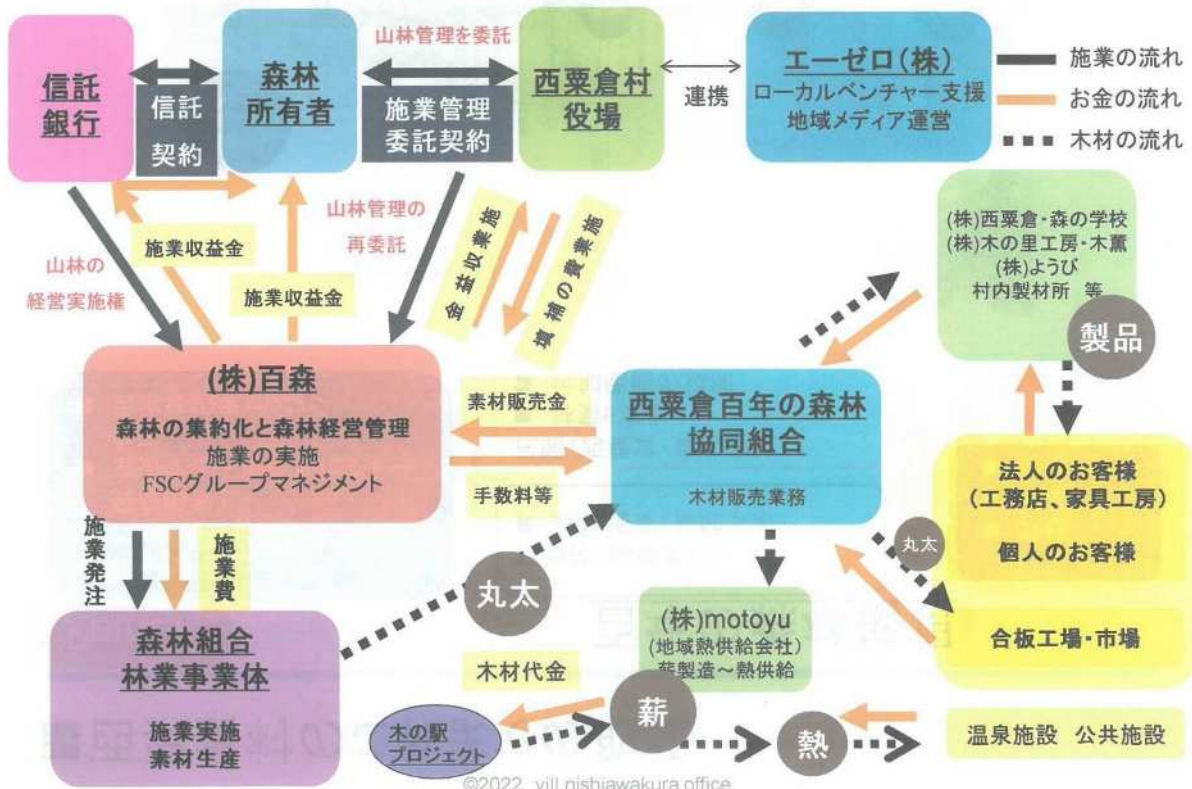 信託
銀行
信託
契約
森林
所有者
山林管理を委託
施業管理
委託契約
西粟倉村
役場
連携
エーゼロ(株)
ローカルベンチャー支援
地域メディア運営
施業の流れ
お金の流れ
木材の流れ
山林の
経営実施権
施業収益金
施業収益金
山林管理の
再委託
金益収業施
填補の費業施
(株)西粟倉・森の学校
(株)木の里工房・木薫
(株)ようび
村内製材所 等
製品
(株)百森
森林の集約化と森林経営管理
施業の実施
FSCグループマネジメント
素材販売金
手数料等
西粟倉百年の森林
協同組合
木材販売業務
法人のお客様
(工務店、家具工房)
個人のお客様
合板工場・市場
丸太
施業発注
施業費
丸太
森林組合
林業事業体
施業実施
素材生産
(株)motoyu
(地域熱供給会社)
薪製造~熱供給
木材代金
木の駅
プロジェクト
薪
熱
温泉施設 公共施設
©2022. vill.nishiawakura office